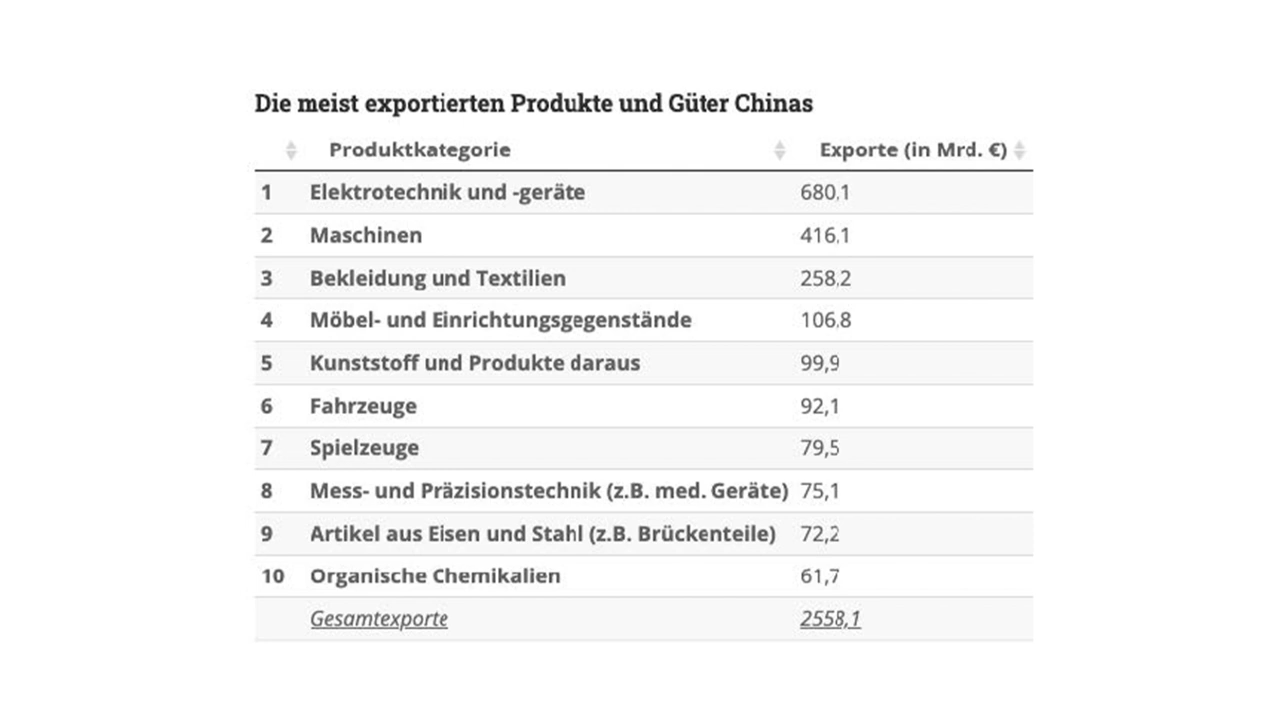 Die meist exportierten Produkte und Güter Chinas
Produktkategorie Exporte (in Mrd. €)
1 Elektrotechnik und -geräte 680,1
2 Maschinen 416,1
3 Bekleidung und Textilien 258,2
4 Möbel- und Einrichtungsgegenstände 106,8
5 Kunststoff und Produkte daraus 99,9
6 Fahrzeuge 92,1
7 Spielzeuge 79,5
8 Mess- und Präzisionstechnik (z.B. med. Geräte) 75,1
9 Artikel aus Eisen und Stahl (z.B. Brückenteile) 72,2
10 Organische Chemikalien 61,7
Gesamtexporte 2558,1